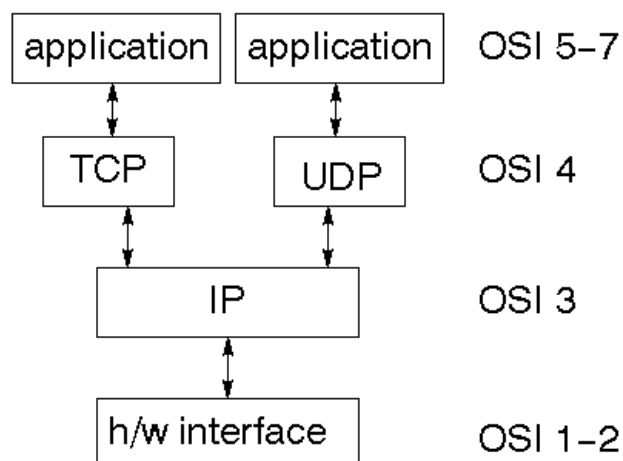 application application OSI 5–7
TCP UDP OSI 4
IP OSI 3
h/w interface OSI 1–2